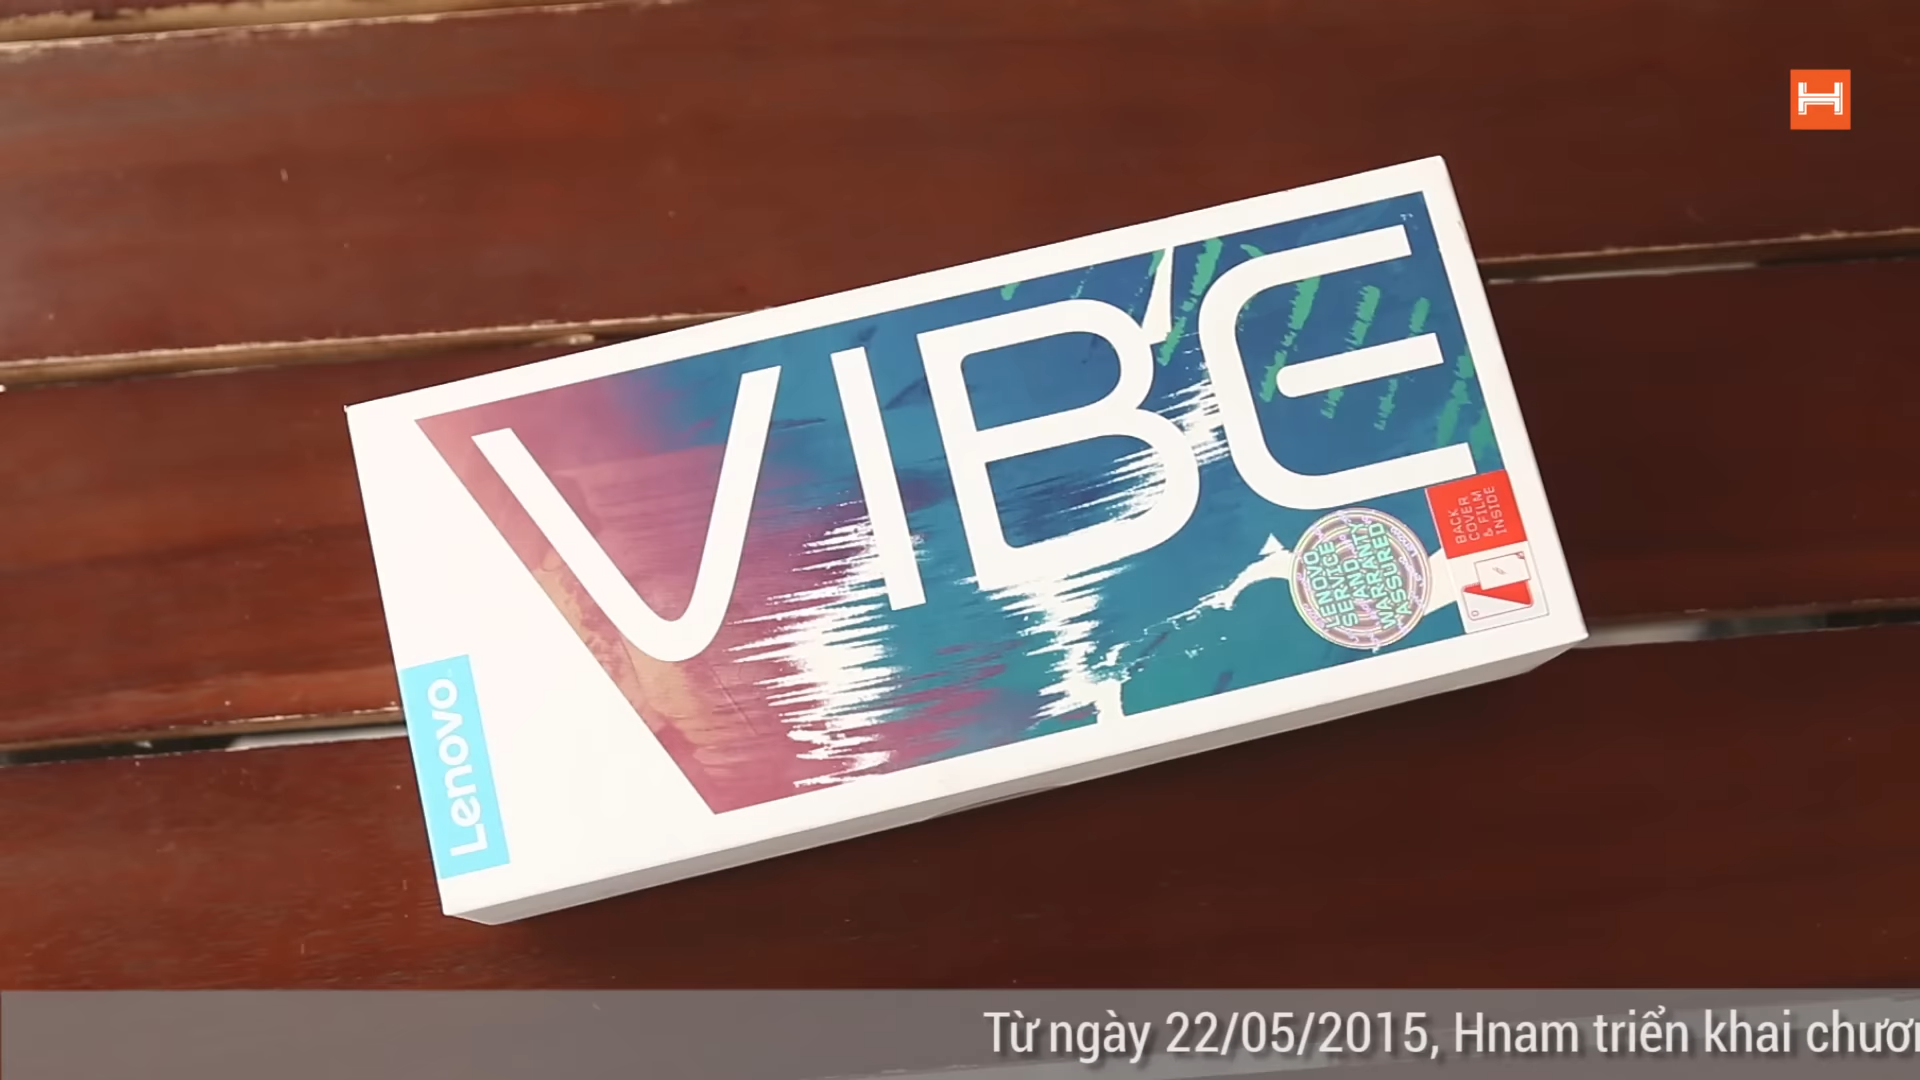 VIBE
Lenovo
BACK
COVER
& FILM
INSIDE
LENOVO
SERVICE
AND
WARRANTY
ASSURED
Từ ngày 22/05/2015, Hnam triển khai chươn